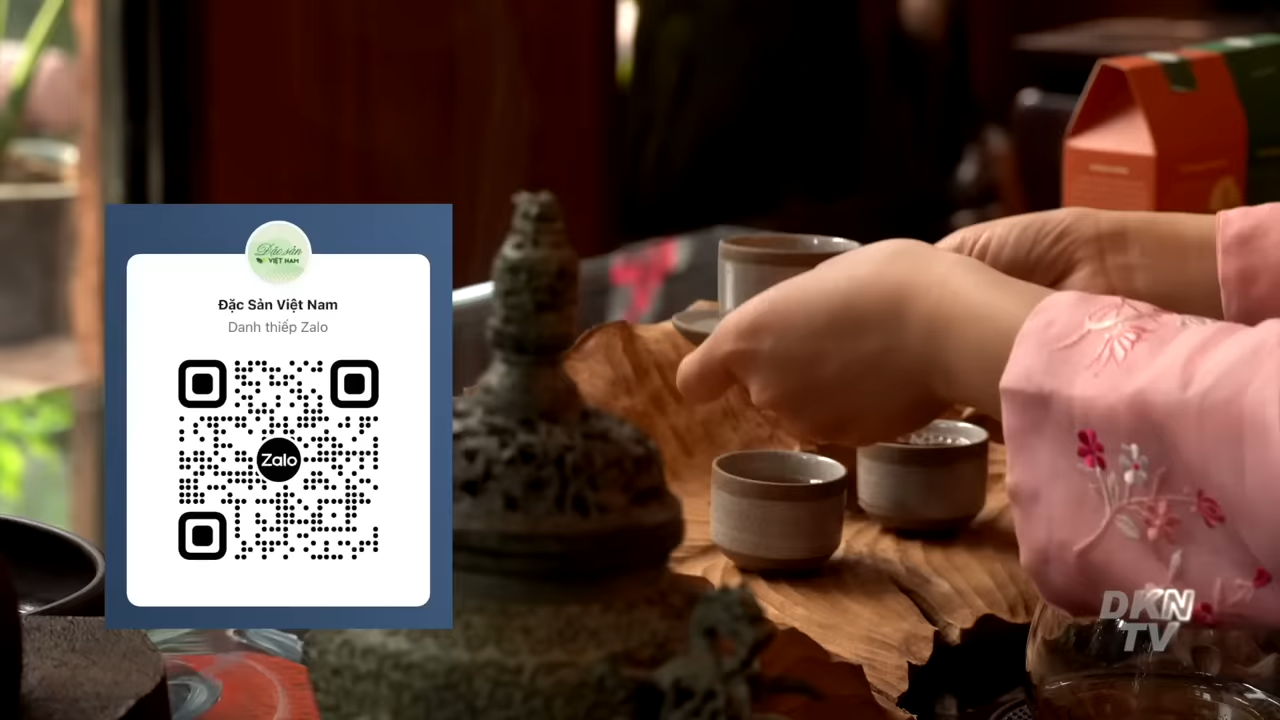 Đặc sản
VIỆT NAM
Đặc Sản Việt Nam
Danh thiếp Zalo
Zalo
DKN
TV